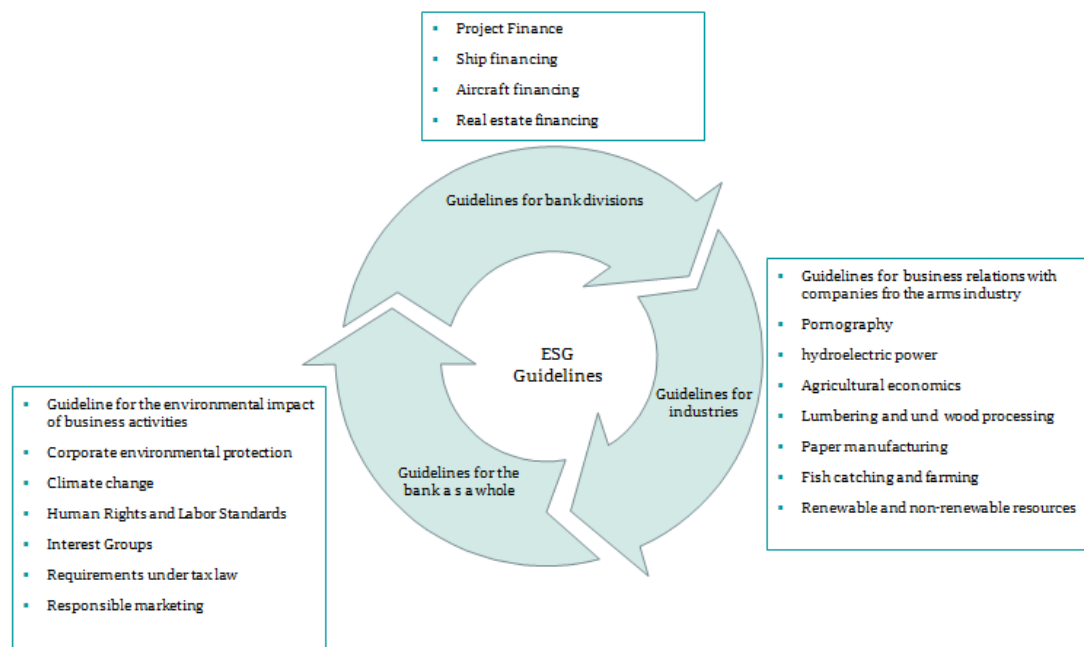 Project Finance
Ship financing
Aircraft financing
Real estate financing
Guidelines for bank divisions
Guidelines for business relations with
companies fro the arms industry
Pornography
hydroelectric power
Agricultural economics
Lumbering and und wood processing
Paper manufacturing
Fish catching and farming
Renewable and non-renewable resources
ESG
Guidelines
Guidelines for
industries
Guidelines for the
bank a s a whole
Guideline for the environmental impact
of business activities
Corporate environmental protection
Climate change
Human Rights and Labor Standards
Interest Groups
Requirements under tax law
Responsible marketing